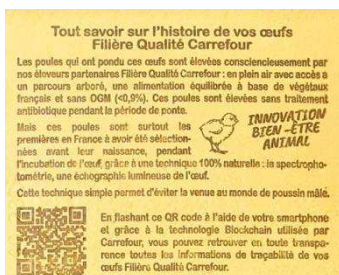 Tout savoir sur l'histoire de vos œufs
Filière Qualité Carrefour
Les poules qui ont pondu ces œufs sont élevées consciencieusement par
nos éleveurs partenaires Filière Qualité Carrefour : en plein air avec accès à
un parcours arboré, une alimentation équilibrée à base de végétaux
français et sans OGM (<0,9%). Ces poules sont élevées sans traitement
antibiotique pendant la période de ponte.
Mais ces poules sont surtout les
premières en France à avoir été sélection-
nées avant leur naissance, pendant
l'incubation de l'œuf, grâce à une technique 100% naturelle : la spectropho-
tométrie, une échographie lumineuse de l'œuf.
INNOVATION
BIEN-ÊTRE
ANIMAL
Cette technique simple permet d'éviter la venue au monde de poussin mâle.
En flashant ce QR code à l'aide de votre smartphone
et grâce à la technologie Blockchain utilisée par
Carrefour, vous pouvez retrouver en toute transpa-
rence toutes les informations de traçabilité de vos
œufs Filière Qualité Carrefour.